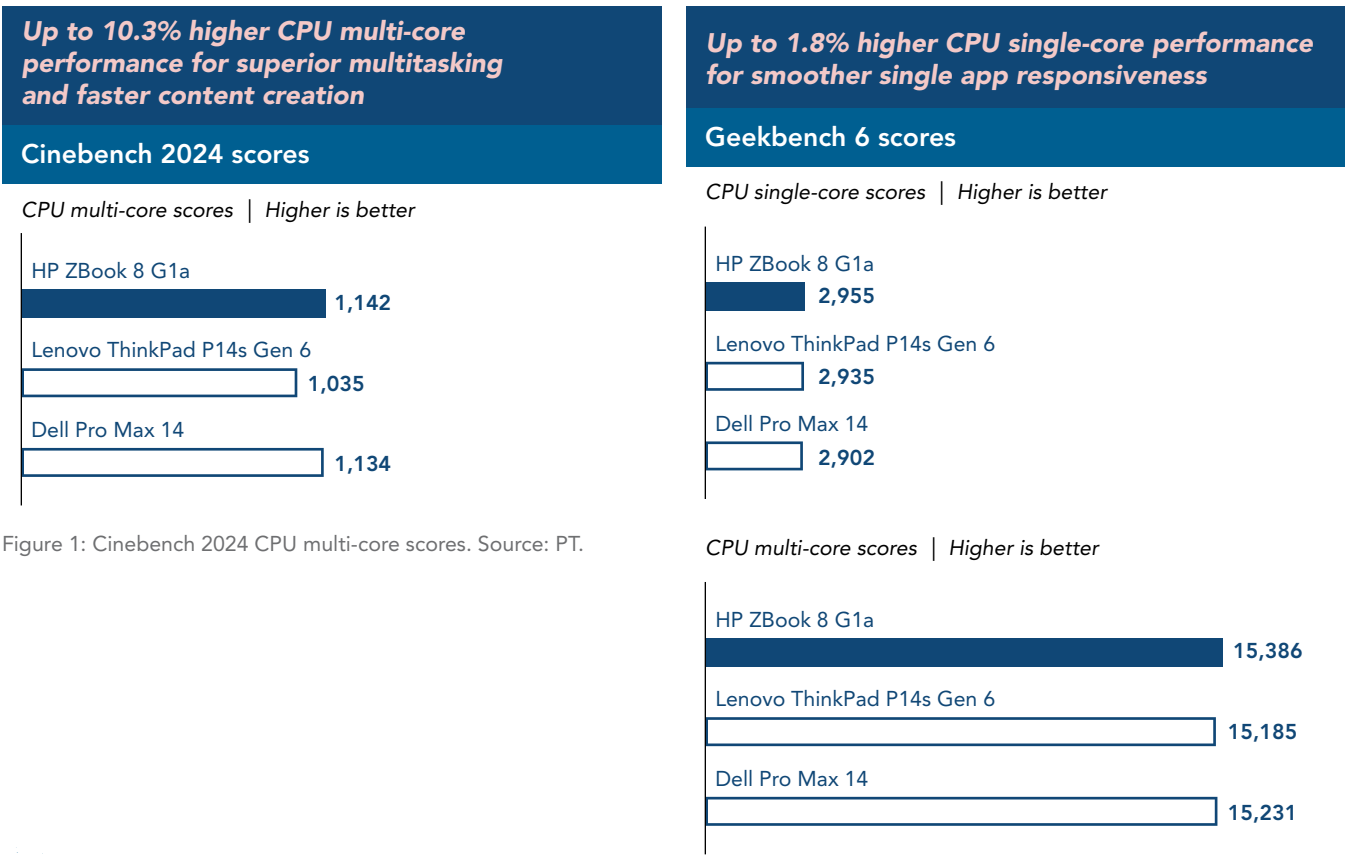 Up to 10.3% higher CPU multi-core
performance for superior multitasking
and faster content creation
Cinebench 2024 scores
CPU multi-core scores | Higher is better
HP ZBook 8 G1a
1,142
Lenovo ThinkPad P14s Gen 6
1,035
Dell Pro Max 14
1,134
Figure 1: Cinebench 2024 CPU multi-core scores. Source: PT.
Up to 1.8% higher CPU single-core performance
for smoother single app responsiveness
Geekbench 6 scores
CPU single-core scores | Higher is better
HP ZBook 8 G1a
2,955
Lenovo ThinkPad P14s Gen 6
2,935
Dell Pro Max 14
2,902
CPU multi-core scores | Higher is better
HP ZBook 8 G1a
15,386
Lenovo ThinkPad P14s Gen 6
15,185
Dell Pro Max 14
15,231